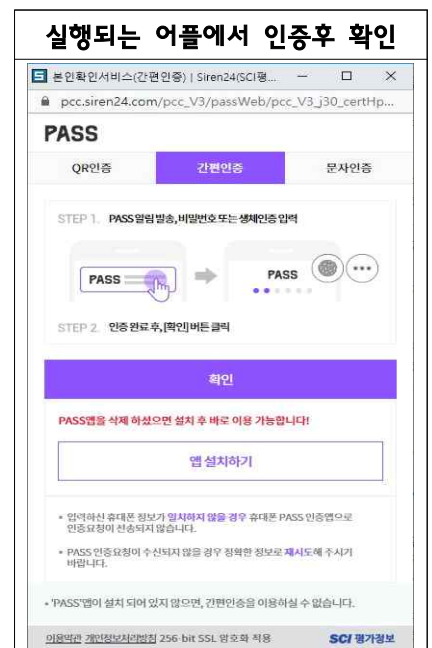 실행되는 어플에서 인증후 확인
본인확인서비스(간편인증) | Siren24(SCI평...
pcc.siren24.com/pcc_V3/passWeb/pcc_V3_j30_certHp...
PASS
QR인증 간편인증 문자인증
STEP 1. PASS 알림 발송, 비밀번호 또는 생체인증 입력
PASS PASS
STEP 2. 인증 완료 후, [확인] 버튼 클릭
확인
PASS앱을 삭제 하셨으면 설치 후 바로 이용 가능합니다!
앱 설치하기
• 입력하신 휴대폰 정보가 일치하지 않을 경우 휴대폰 PASS 인증앱으로
인증요청이 전송되지 않습니다.
• PASS 인증요청이 수신되지 않을 경우 정확한 정보로 재시도해 주시기
바랍니다.
• 'PASS'앱이 설치 되어 있지 않으면, 간편인증을 이용하실 수 없습니다.
이용약관 개인정보처리방침 256-bit SSL 암호화 적용 SCI 평가정보